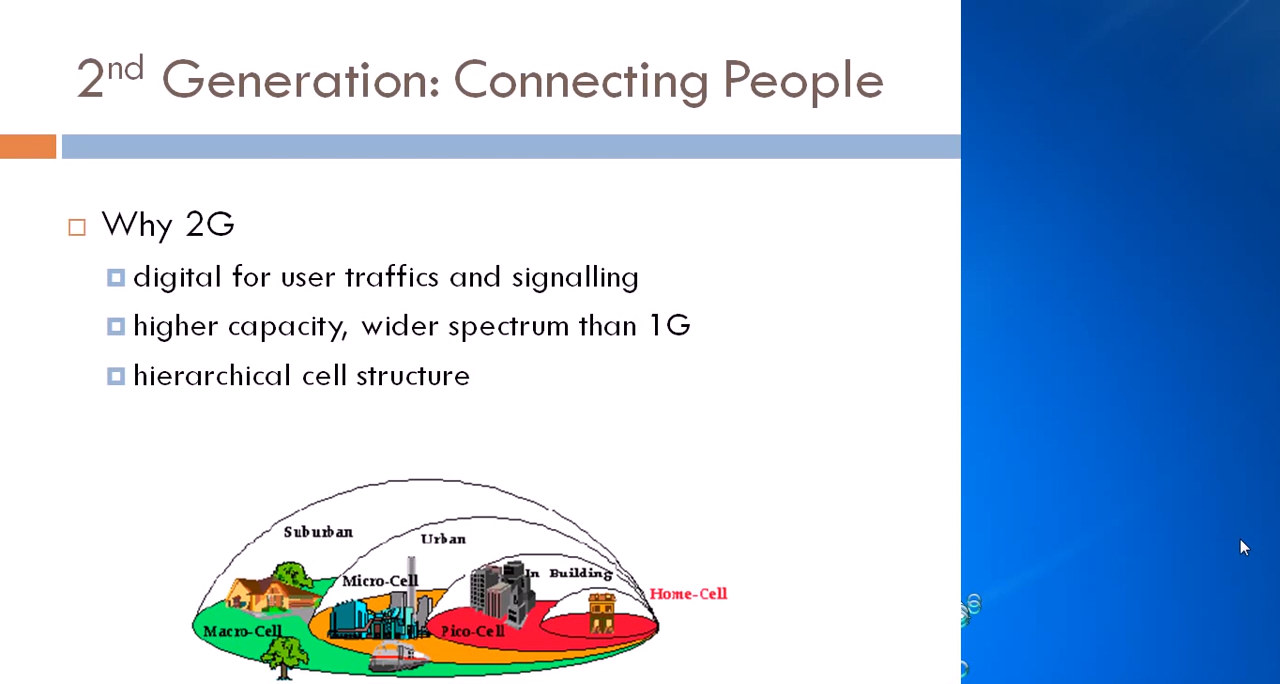 2nd Generation: Connecting People
Why 2G
digital for user traffics and signalling
higher capacity, wider spectrum than 1G
hierarchical cell structure
Suburban
Urban
In Building
Micro-Cell
Home-Cell
Macro-Cell
Pico-Cell